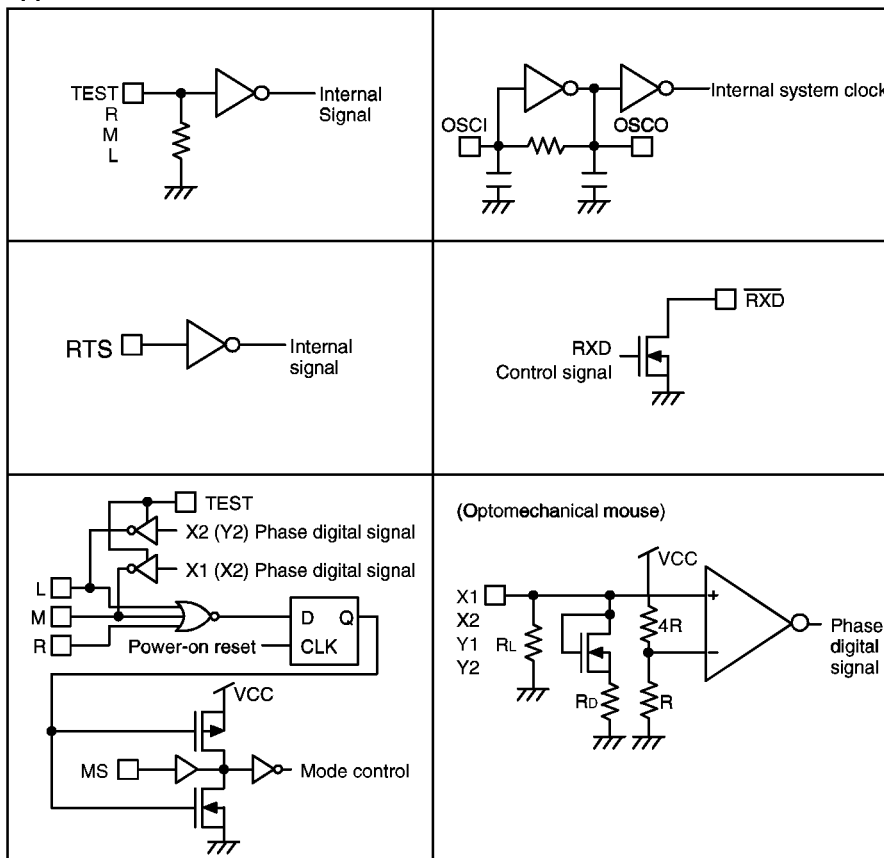 TEST
R
M
L
Internal
Signal
OSCI
OSCO
Internal system clock
RTS
Internal
signal
RXD
RXD
Control signal
TEST
X2 (Y2) Phase digital signal
X1 (X2) Phase digital signal
L
M
R
D Q
CLK
Power-on reset
VCC
MS
Mode control
(Optomechanical mouse)
VCC
X1
X2
Y1
Y2
RL
RD
4R
R
+
−
Phase
digital
signal